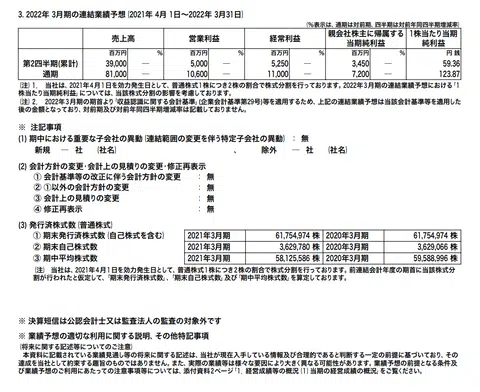 3. 2022年 3月期の連結業績予想(2021年 4月 1日~2022年 3月31日)
(%表示は、通期は対前期、四半期は対前年同四半期増減率)
売上高 営業利益 経常利益 親会社株主に帰属する当期純利益 1株当たり当期純利益
百万円 % 百万円 % 百万円 % 百万円 % 円 銭
第2四半期(累計) 39,000 ― 5,000 ― 5,250 ― 3,450 ― 59.36
通期 81,000 ― 10,600 ― 11,000 ― 7,200 ― 123.87
(注)1. 当社は、2021年4月1日を効力発生日として、普通株式1株につき2株の割合で株式分割を行っております。2022年3月期の連結業績予想における「1
株当たり当期純利益」については、当該株式分割の影響を考慮しております。
(注)2. 2022年3月期の期首より「収益認識に関する会計基準」(企業会計基準第29号)等を適用するため、上記の連結業績予想は当該会計基準等を適用した
後の金額となっており、対前期及び対前年同四半期増減率は記載しておりません。
※ 注記事項
(1) 期中における重要な子会社の異動 (連結範囲の変更を伴う特定子会社の異動) : 無
新規 ― 社 (社名) 、 除外 ― 社 (社名)
(2) 会計方針の変更・会計上の見積りの変更・修正再表示
① 会計基準等の改正に伴う会計方針の変更 : 無
② ①以外の会計方針の変更 : 無
③ 会計上の見積りの変更 : 無
④ 修正再表示 : 無
(3) 発行済株式数 (普通株式)
① 期末発行済株式数 (自己株式を含む) 2021年3月期 61,754,974 株 2020年3月期 61,754,974 株
② 期末自己株式数 2021年3月期 3,629,780 株 2020年3月期 3,629,066 株
③ 期中平均株式数 2021年3月期 58,125,586 株 2020年3月期 59,588,996 株
(注) 当社は、2021年4月1日を効力発生日として、普通株式1株につき2株の割合で株式分割を行っております。前連結会計年度の期首に当該株式分
割が行われたと仮定して、「期末発行済株式数」、「期末自己株式数」及び「期中平均株式数」を算定しております。
※ 決算短信は公認会計士又は監査法人の監査の対象外です
※ 業績予想の適切な利用に関する説明、その他特記事項
(将来に関する記述等についてのご注意)
本資料に記載されている業績見通し等の将来に関する記述は、当社が現在入手している情報及び合理的であると判断する一定の前提に基づいており、その
達成を当社として約束する趣旨のものではありません。また、実際の業績等は様々な要因により大きく異なる可能性があります。業績予想の前提となる条件及
び業績予想のご利用にあたっての注意事項等については、添付資料2ページ「1. 経営成績等の概況 (1)当期の経営成績の概況」をご覧ください。